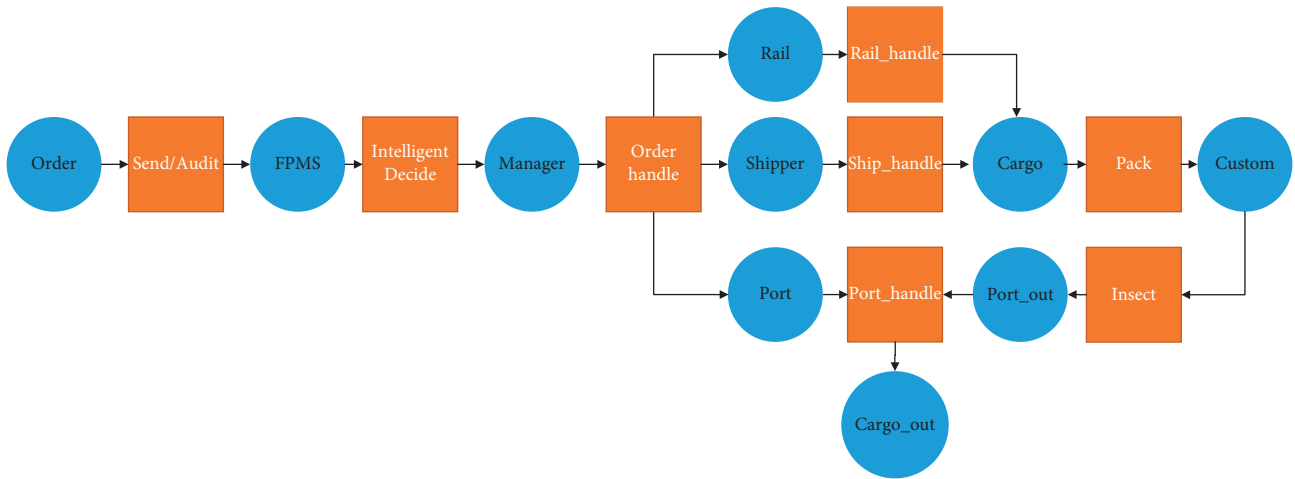 Rail
Rail_handle
Order
Send/Audit
FPMS
Intelligent
Decide
Manager
Order
handle
Shipper
Ship_handle
Cargo
Pack
Custom
Port
Port_handle
Port_out
Insect
Cargo_out